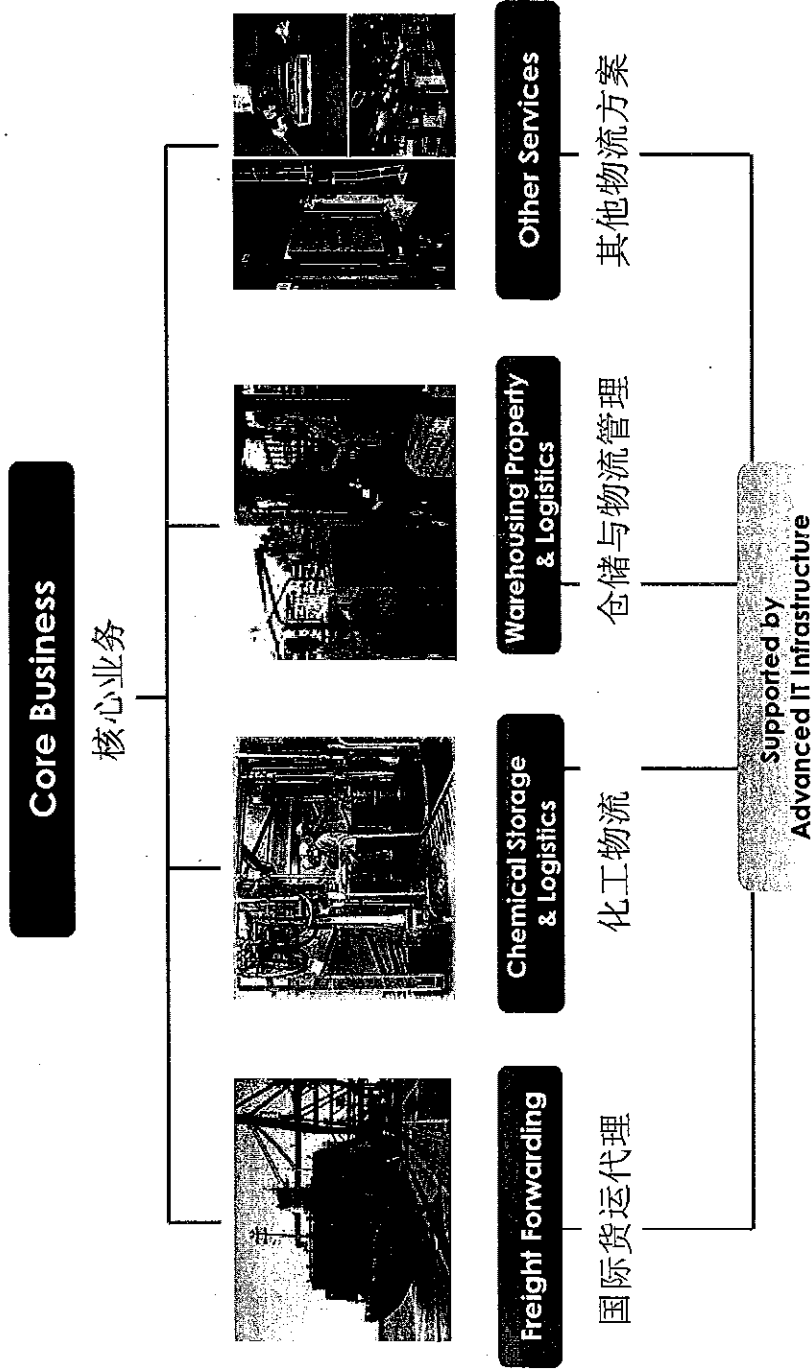 Core Business
核心业务
Freight Forwarding
国际货运代理
Chemical Storage
& Logistics
化工物流
Warehousing Property
& Logistics
仓储与物流管理
Other Services
其他物流方案
Supported by
Advanced IT Infrastructure